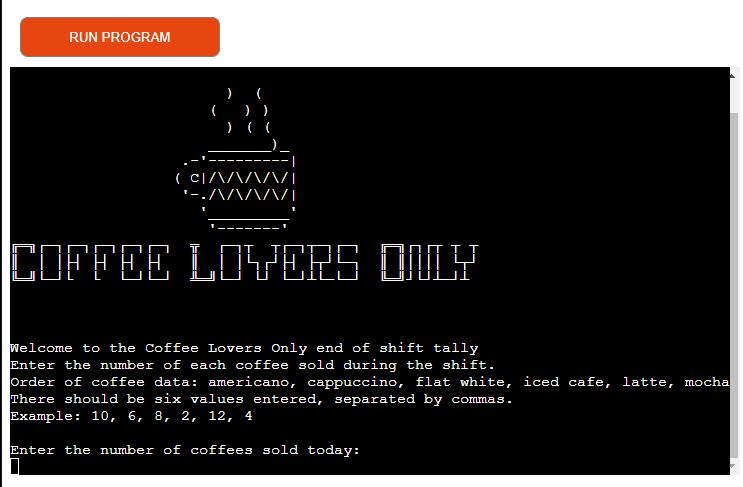 RUN PROGRAM
COFFEE LOVERS ONLY
Welcome to the Coffee Lovers Only end of shift tally
Enter the number of each coffee sold during the shift.
Order of coffee data: americano, cappuccino, flat white, iced cafe, latte, mocha
There should be six values entered, separated by commas.
Example: 10, 6, 8, 2, 12, 4
Enter the number of coffees sold today: